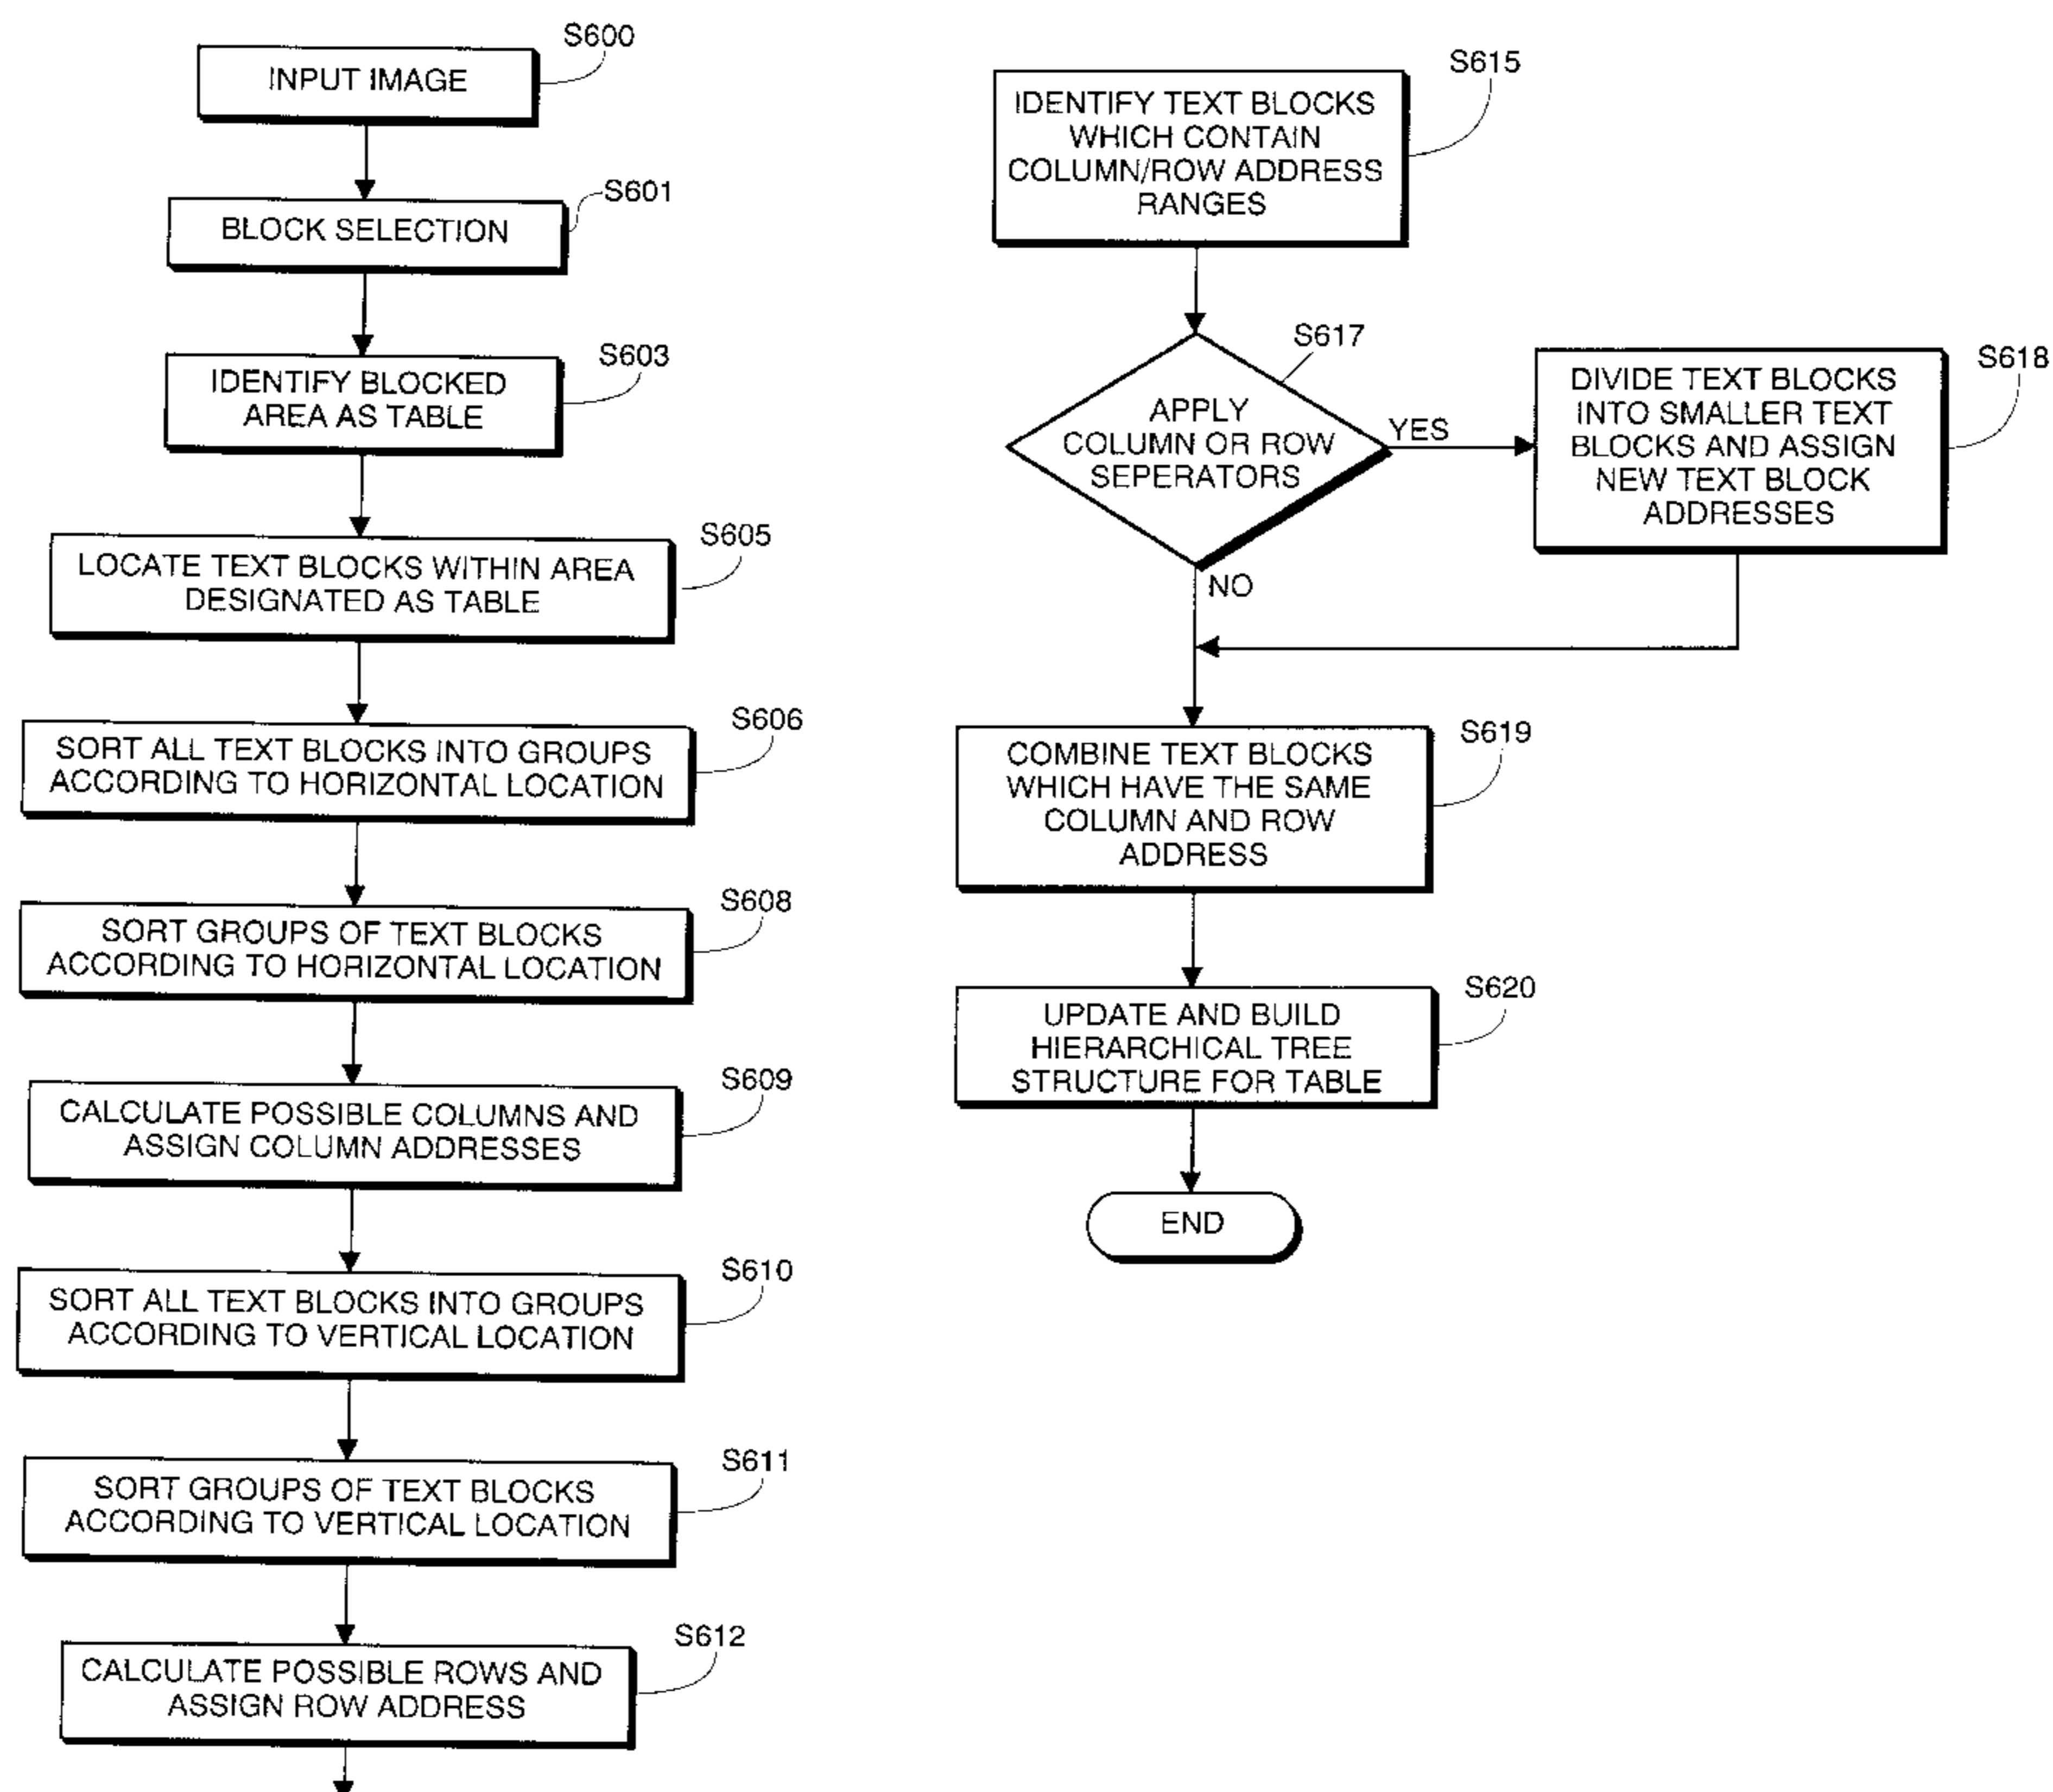 S600
INPUT IMAGE
S601
BLOCK SELECTION
S603
IDENTIFY BLOCKED
AREA AS TABLE
S605
LOCATE TEXT BLOCKS WITHIN AREA
DESIGNATED AS TABLE
S606
SORT ALL TEXT BLOCKS INTO GROUPS
ACCORDING TO HORIZONTAL LOCATION
S608
SORT GROUPS OF TEXT BLOCKS
ACCORDING TO HORIZONTAL LOCATION
S609
CALCULATE POSSIBLE COLUMNS AND
ASSIGN COLUMN ADDRESSES
S610
SORT ALL TEXT BLOCKS INTO GROUPS
ACCORDING TO VERTICAL LOCATION
S611
SORT GROUPS OF TEXT BLOCKS
ACCORDING TO VERTICAL LOCATION
S612
CALCULATE POSSIBLE ROWS AND
ASSIGN ROW ADDRESS
S615
IDENTIFY TEXT BLOCKS
WHICH CONTAIN
COLUMN/ROW ADDRESS
RANGES
S617
APPLY
COLUMN OR ROW
SEPERATORS
YES
NO
S618
DIVIDE TEXT BLOCKS
INTO SMALLER TEXT
BLOCKS AND ASSIGN
NEW TEXT BLOCK
ADDRESSES
S619
COMBINE TEXT BLOCKS
WHICH HAVE THE SAME
COLUMN AND ROW
ADDRESS
S620
UPDATE AND BUILD
HIERARCHICAL TREE
STRUCTURE FOR TABLE
END